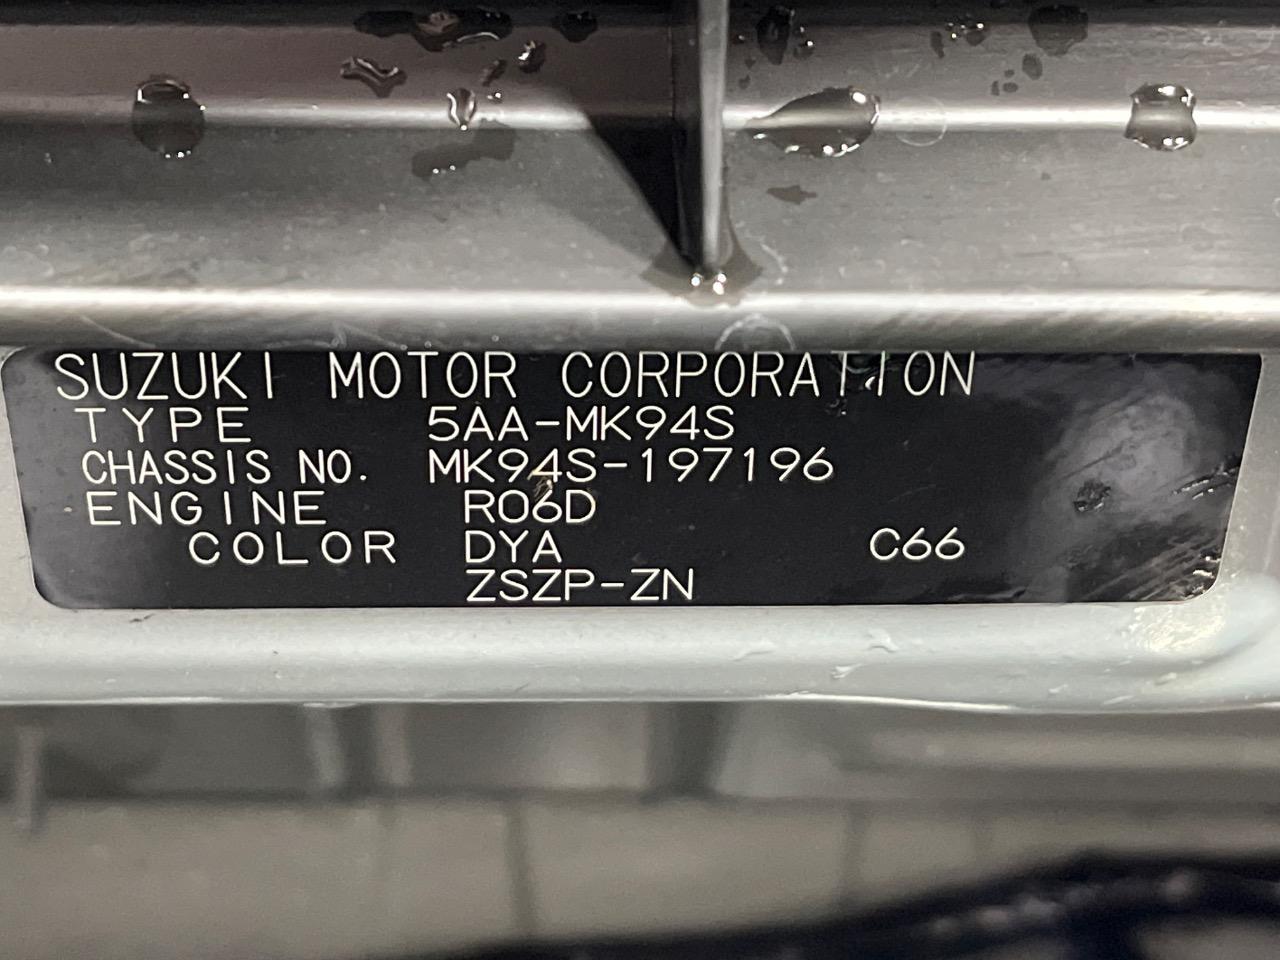 SUZUKI MOTOR CORPORATION
TYPE 5AA-MK94S
CHASSIS NO. MK94S-197196
ENGINE R06D
COLOR DYA C66
ZSZP-ZN